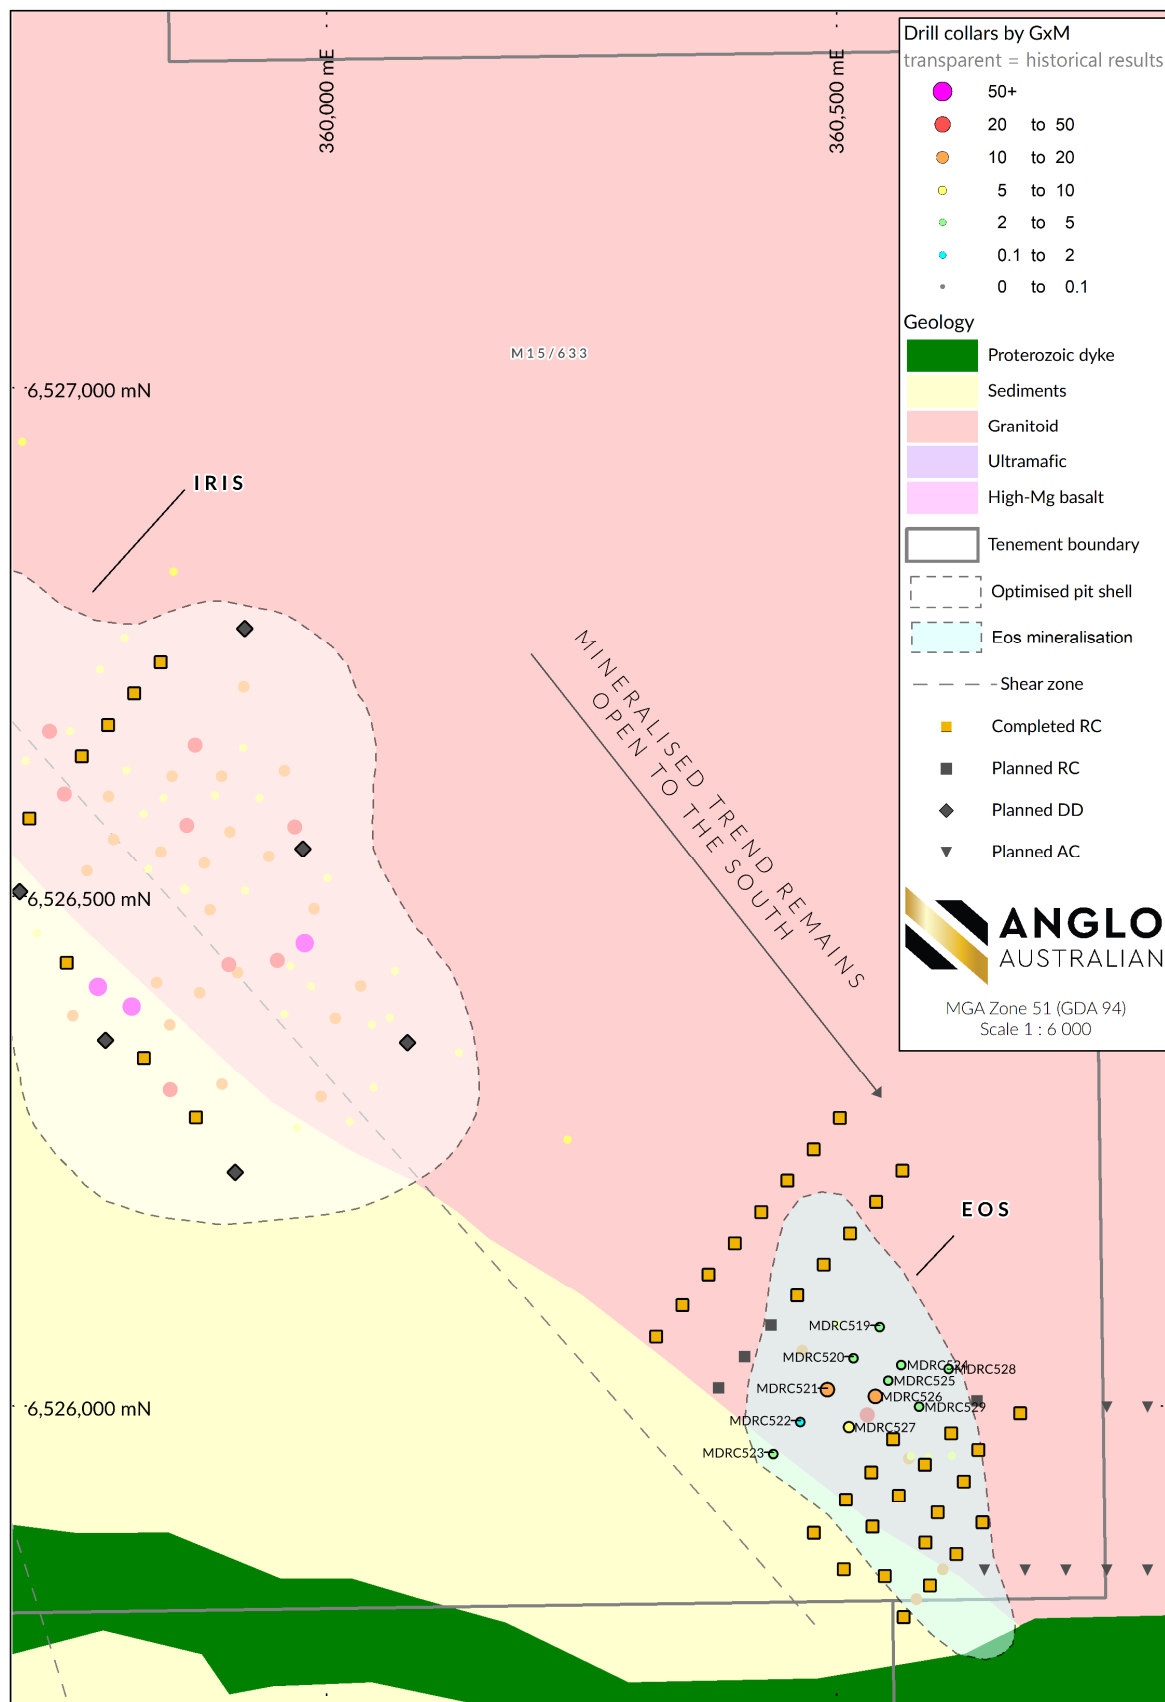 360,000 mE
360,500 mE
Drill collars by GxM
transparent = historical results
50+
20 to 50
10 to 20
5 to 10
2 to 5
0.1 to 2
0 to 0.1
Geology
Proterozoic dyke
Sediments
Granitoid
Ultramafic
High-Mg basalt
Tenement boundary
Optimised pit shell
Eos mineralisation
Shear zone
Completed RC
Planned RC
Planned DD
Planned AC
ANGLO
AUSTRALIAN
MGA Zone 51 (GDA 94)
Scale 1 : 6 000
M15/633
6,527,000 mN
IRIS
MINERALISED TREND REMAINS
OPEN TO THE SOUTH
6,526,500 mN
EOS
MDRC519
MDRC520
MDRC524
MDRC528
MDRC525
MDRC521
MDRC526
MDRC529
6,526,000 mN
MDRC522
MDRC527
MDRC523